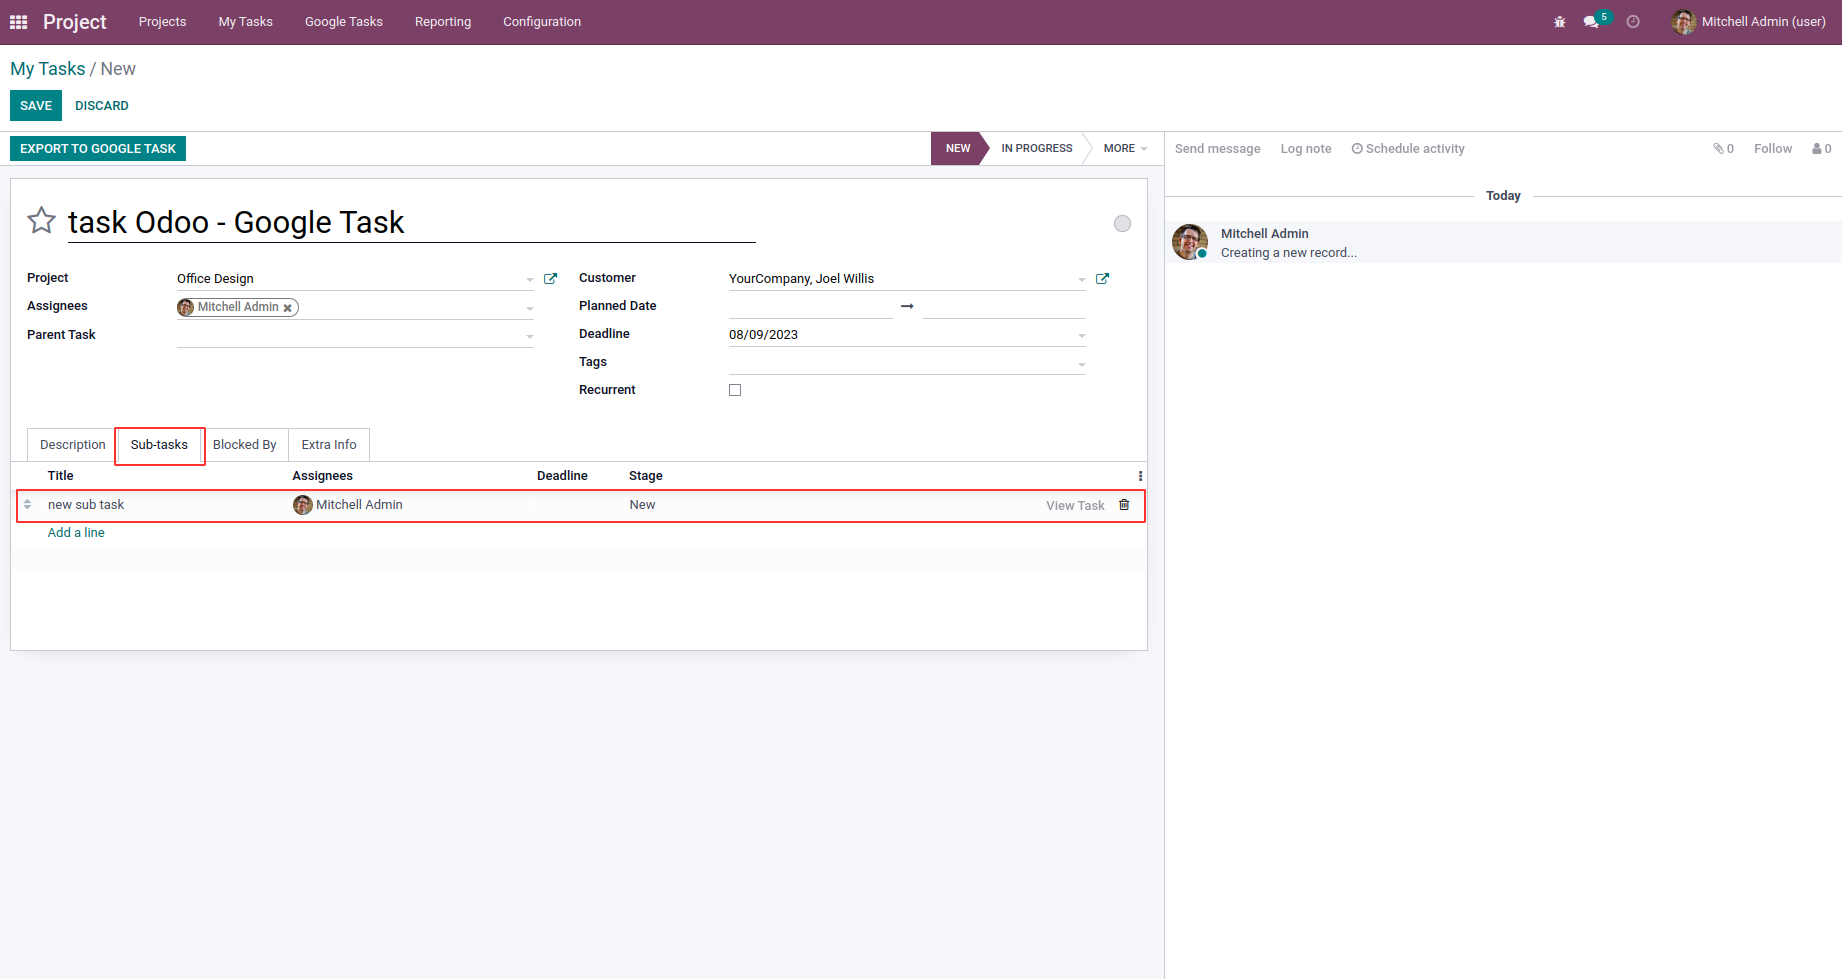 Project Projects My Tasks Google Tasks Reporting Configuration 5 Mitchell Admin (user)
My Tasks / New
SAVE DISCARD
EXPORT TO GOOGLE TASK NEW IN PROGRESS MORE Send message Log note Schedule activity 0 Follow 0
Today
task Odoo - Google Task
Mitchell Admin
Creating a new record...
Project Office Design Customer YourCompany, Joel Willis
Assignees Mitchell Admin Planned Date
Parent Task Deadline 08/09/2023
Tags
Recurrent
Description Sub-tasks Blocked By Extra Info
Title Assignees Deadline Stage
new sub task Mitchell Admin New View Task
Add a line